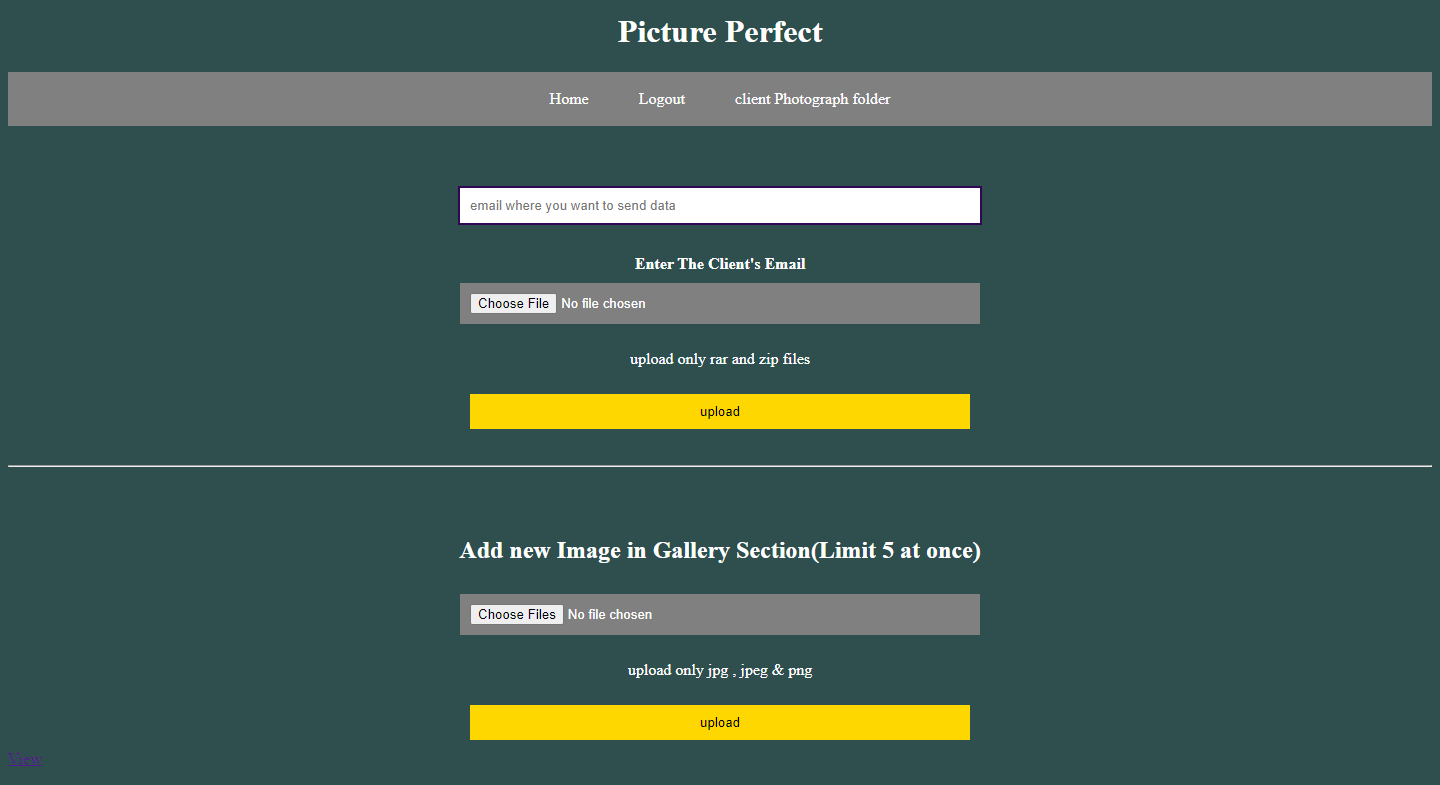 Picture Perfect
Home Logout client Photograph folder
email where you want to send data
Enter The Client's Email
Choose File No file chosen
upload only rar and zip files
upload
Add new Image in Gallery Section(Limit 5 at once)
Choose Files No file chosen
upload only jpg , jpeg & png
upload
View